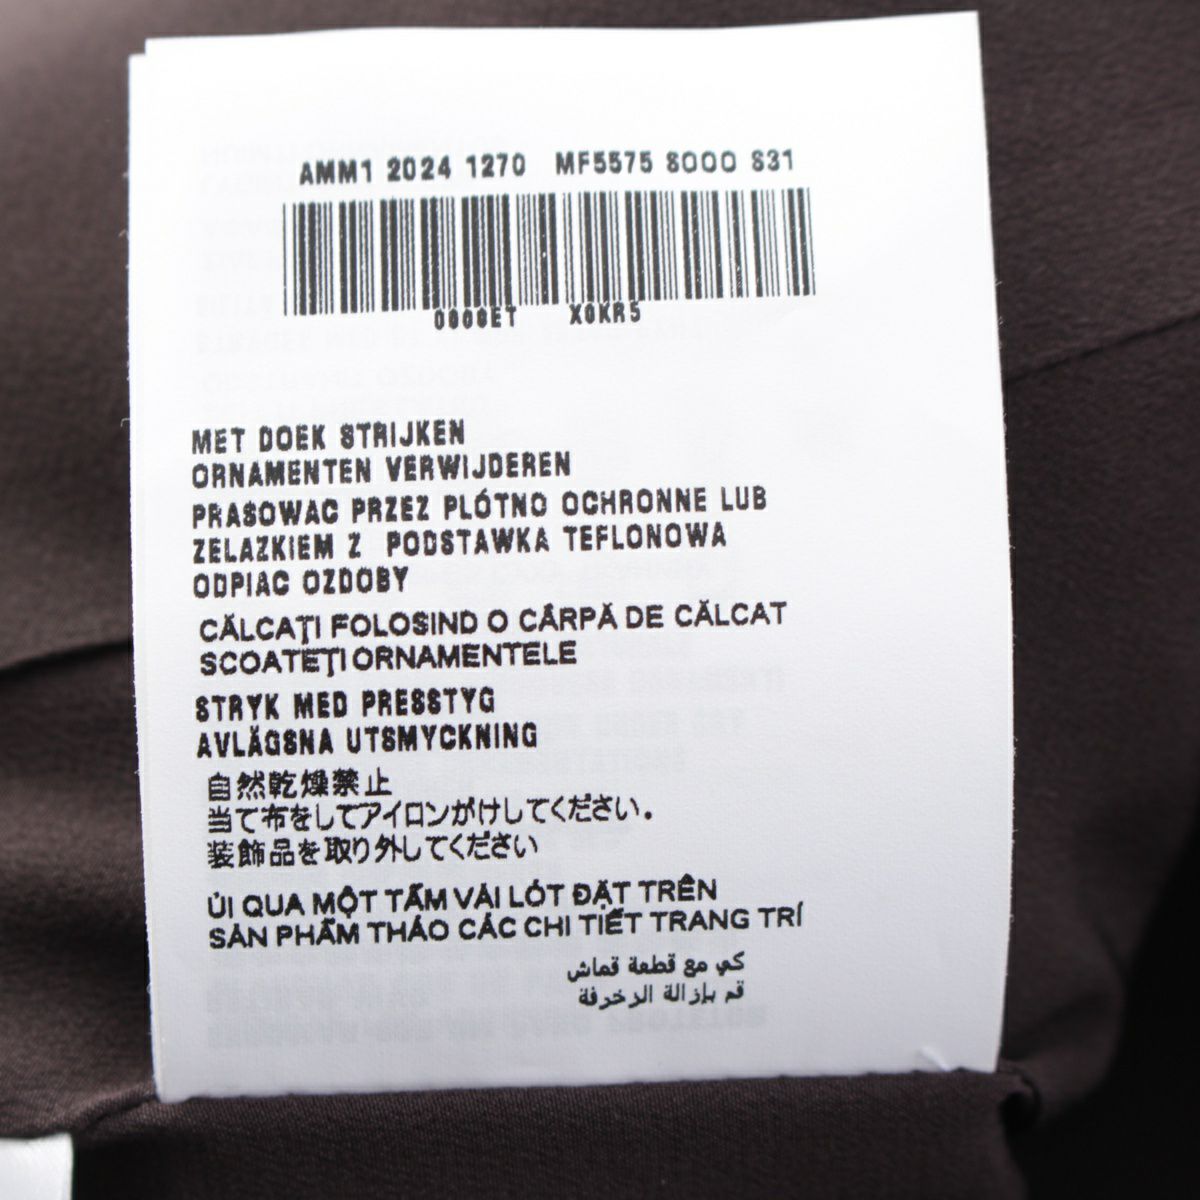 AMM1 2024 1270 MF5575 SOOO S31
X0KR5
MET DOEK STRIJKEN
ORNAMENTEN VERWIJDEREN
PRASOWAC PRZEZ PLÓTNO OCHRONNE LUB
ZELAZKIEM Z PODSTAWKA TEFLONOWA
ODPIAC OZDOBY
CĂLCAŢI FOLOSIND O CÂRPĂ DE CĂLCAT
SCOATEŢI ORNAMENTELE
STRYK MED PRESSTYG
AVLÄGSNA UTSMYCKNING
自然乾燥禁止
当て布をしてアイロンがけしてください。
装飾品を取り外してください
ỦI QUA MỘT TẤM VẢI LÓT ĐẶT TRÊN
SẢN PHẨM THÁO CÁC CHI TIẾT TRANG TRÍ
كي مع قطعة قماش
قم بإزالة الزخرفة